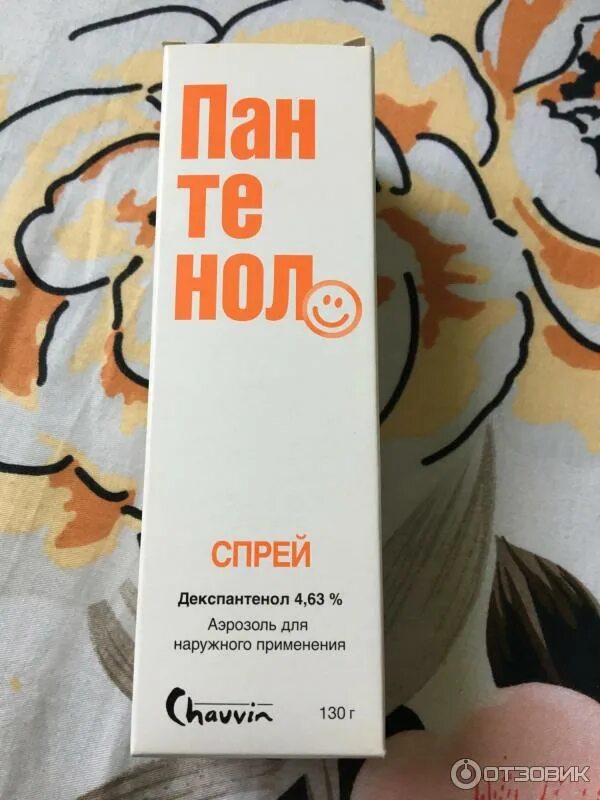 Пан
те
нол
СПРЕЙ
Декспантенол 4,63 %
Аэрозоль для
наружного применения
Chauvin 130 г
ОТЗОВИК